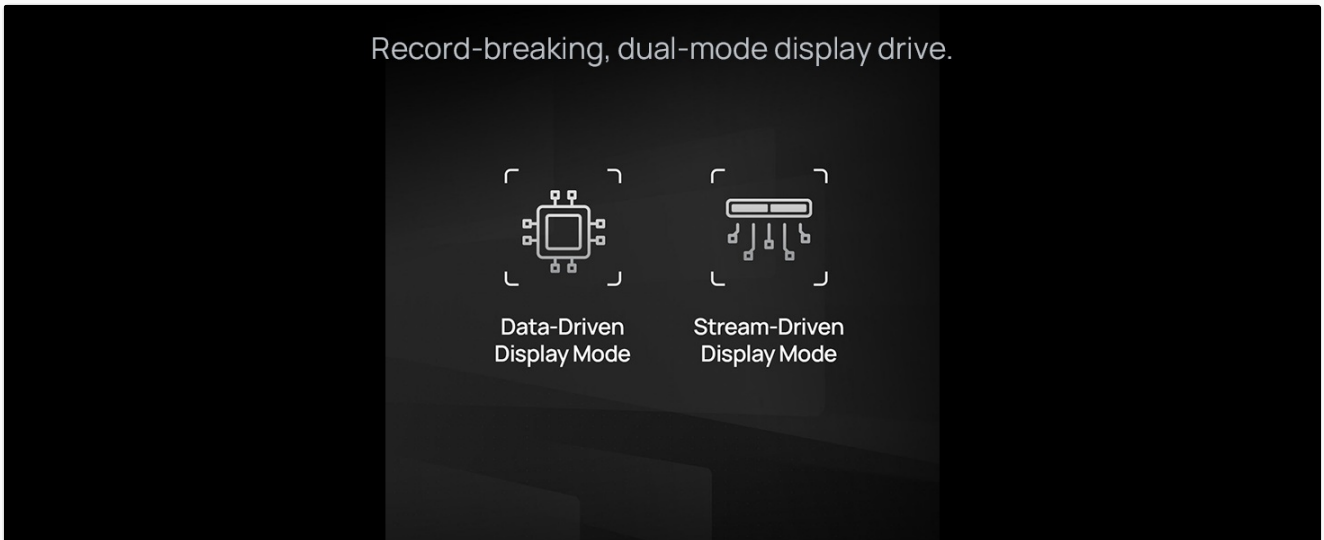 Record-breaking, dual-mode display drive.
Data-Driven
Display Mode
Stream-Driven
Display Mode